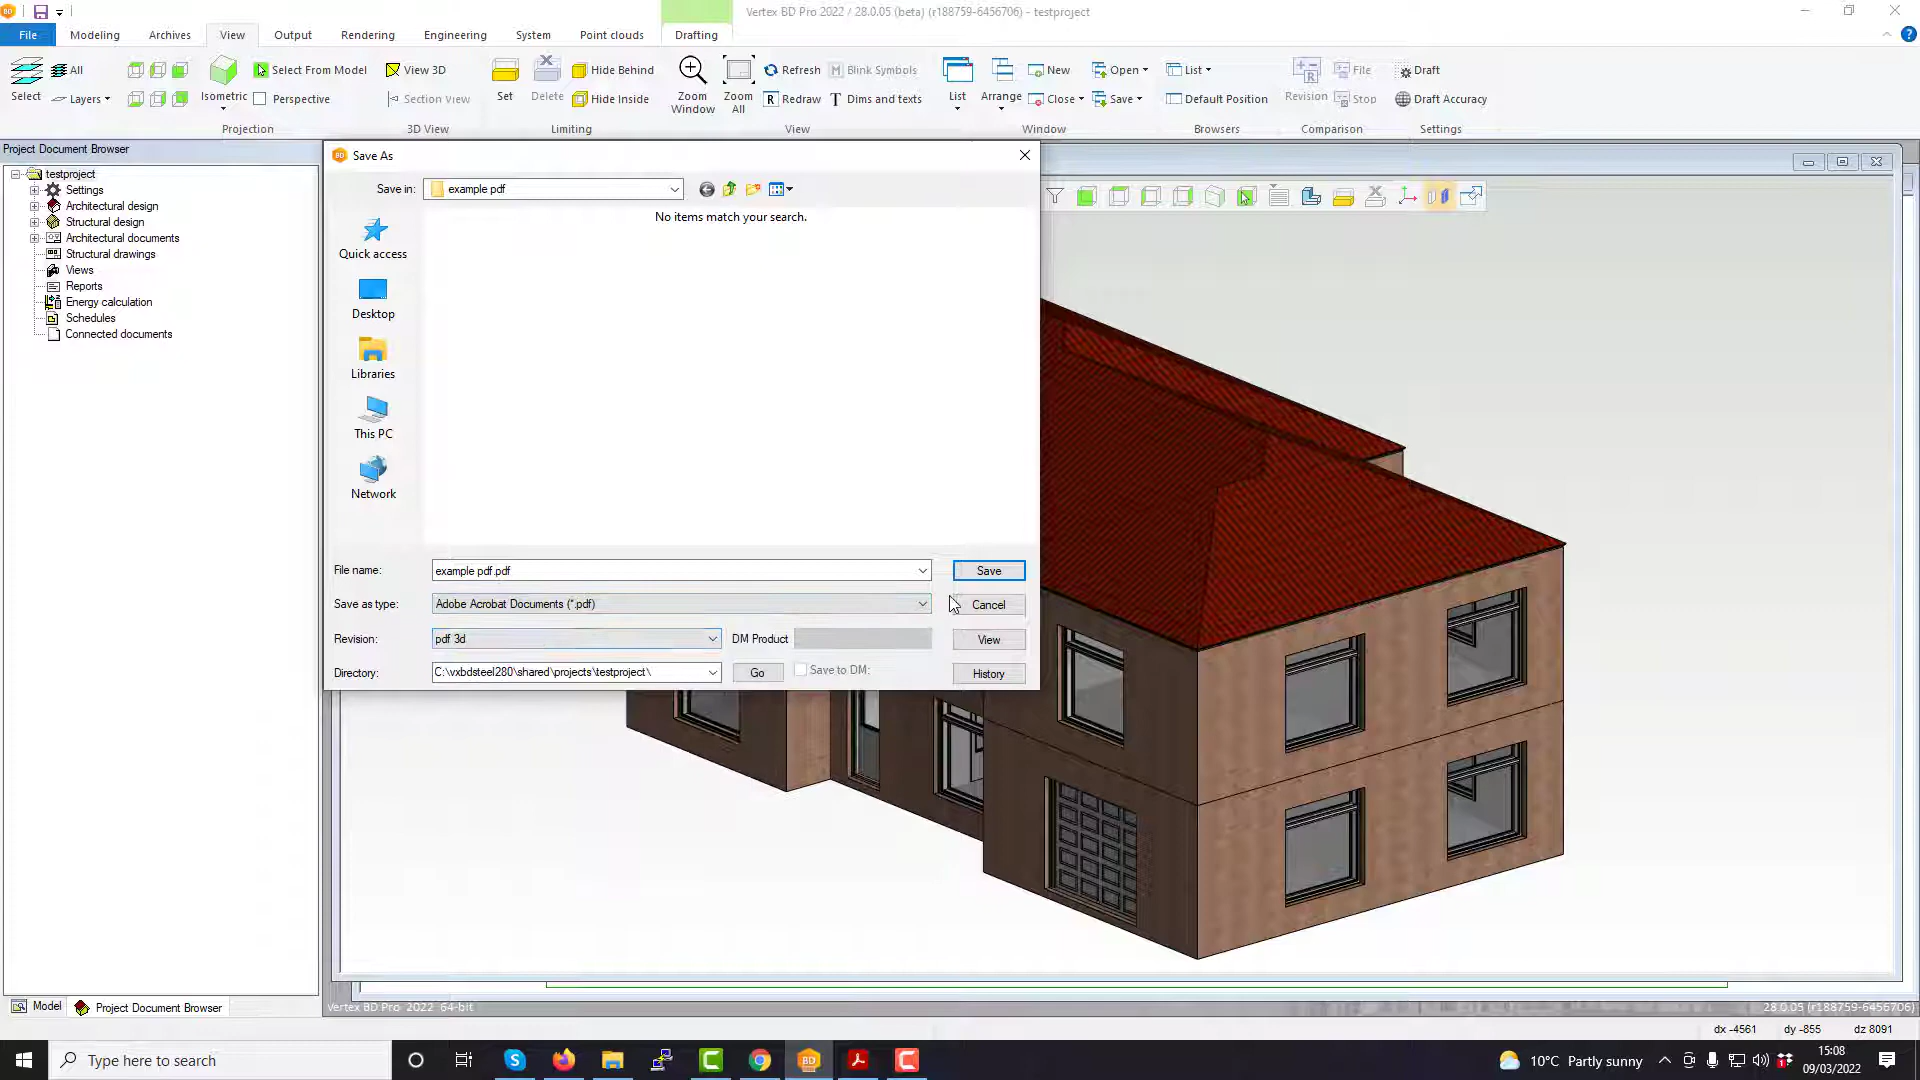 Vertex BD Pro 2022 / 28.0.05 (beta) (r188759-6456706) - testproject
File
Modeling
Archives
View
Output
Rendering
Engineering
System
Point clouds
Drafting
Select
All
Layers
Isometric
Select From Model
Perspective
Projection
View 3D
Section View
3D View
Set
Delete
Hide Behind
Hide Inside
Limiting
Zoom Window
Zoom All
Refresh
Redraw
Blink Symbols
Dims and texts
View
List
Arrange
New
Close
Open
Save
Window
List
Default Position
Browsers
Revision
File
Stop
Comparison
Draft
Draft Accuracy
Settings
Project Document Browser
testproject
Settings
Architectural design
Structural design
Architectural documents
Structural drawings
Views
Reports
Energy calculation
Schedules
Connected documents
Save As
Save in: example pdf
No items match your search.
Quick access
Desktop
Libraries
This PC
Network
File name: example pdf.pdf Save
Save as type: Adobe Acrobat Documents (*.pdf) Cancel
Revision: pdf 3d DM Product View
Directory: C:\vxbdsteel280\shared\projects\testproject\ Go Save to DM: History
Model
Project Document Browser
Vertex BD Pro 2022 64-bit
28.0.05 (r188759-6456706)
dx -4561 dy -855 dz 8091
Type here to search
10°C Partly sunny
15:08
09/03/2022